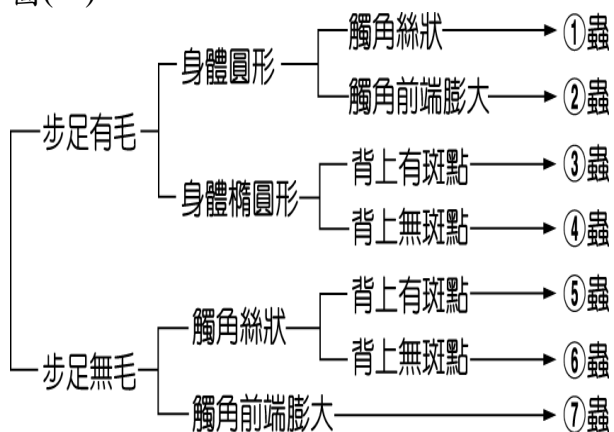 觸角絲狀 ①蟲
身體圓形
觸角前端膨大 ②蟲
步足有毛
背上有斑點 ③蟲
身體橢圓形
背上無斑點 ④蟲
背上有斑點 ⑤蟲
觸角絲狀
背上無斑點 ⑥蟲
步足無毛
觸角前端膨大 ⑦蟲